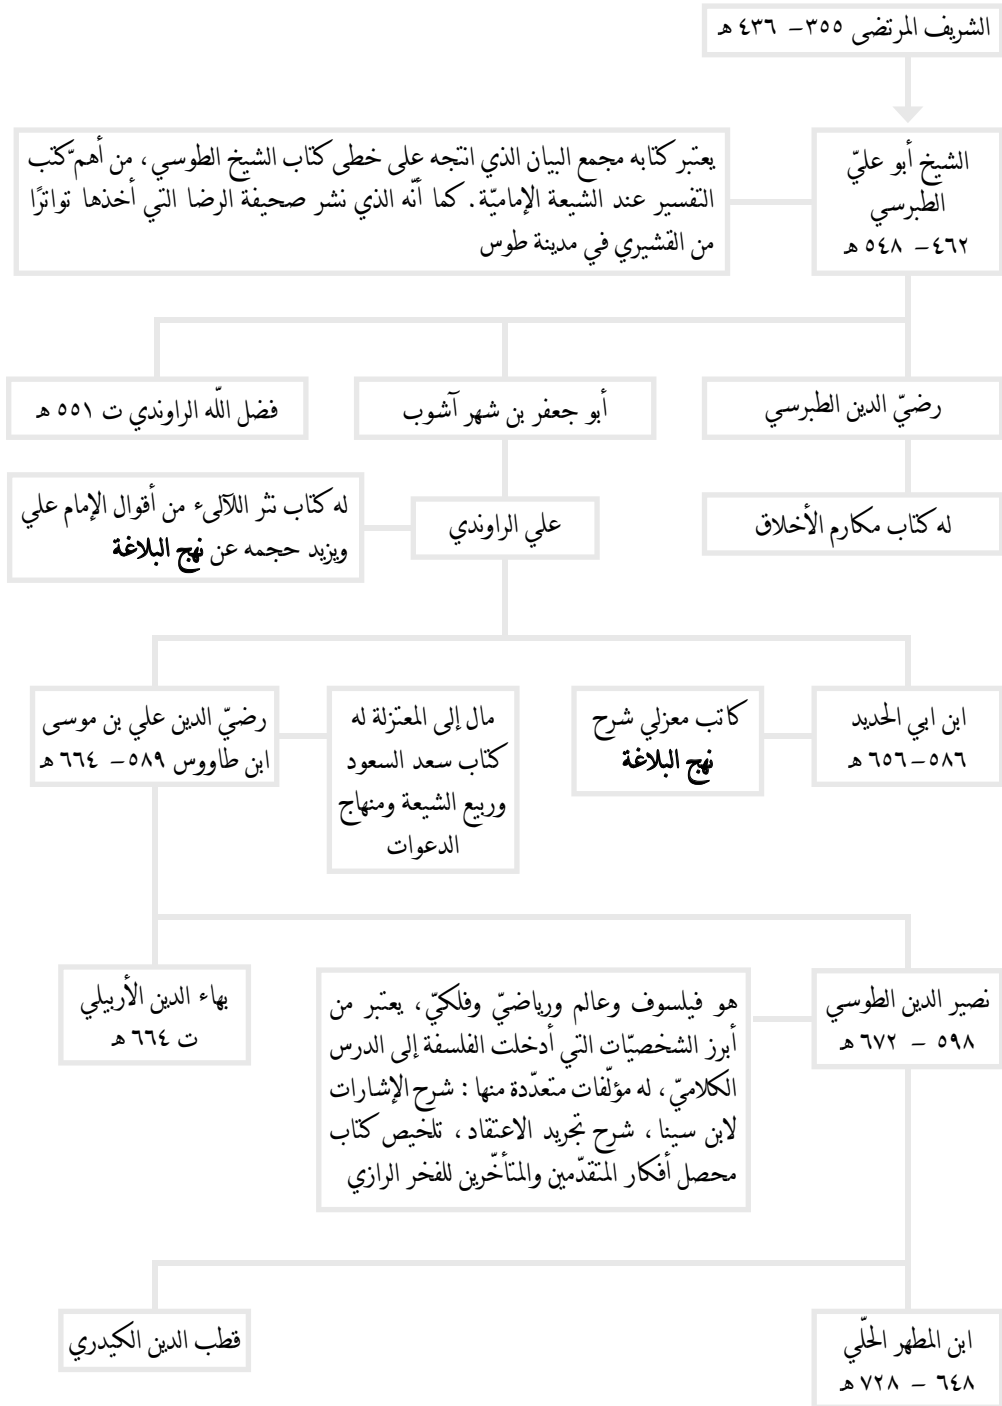 الشريف المرتضى ٣٥٥– ٤٣٦ هـ
الشيخ أبو عليّ
الطبرسي
٤٦٢– ٥٤٨ هـ
يعتبر كتابه مجمع البيان الذي انتجه على خطى كتاب الشيخ الطوسي، من أهمّ كتب
التفسير عند الشيعة الإماميّة. كما أنّه الذي نشر صحيفة الرضا التي أخذها تواترًا
من القشيري في مدينة طوس
رضيّ الدين الطبرسي
أبو جعفر بن شهر آشوب
فضل اللّه الراوندي ت ٥٥١ هـ
له كتاب مكارم الأخلاق
علي الراوندي
له كتاب نثر اللآلىء من أقوال الإمام علي
ويزيد حجمه عن نهج البلاغة
ابن ابي الحديد
٥٨٦–٦٥٦ هـ
كاتب معتزلي شرح
نهج البلاغة
مال إلى المعتزلة له
كتاب سعد السعود
وربيع الشيعة ومنهاج
الدعوات
رضيّ الدين علي بن موسى
ابن طاووس ٥٨٩– ٦٦٤ هـ
نصير الدين الطوسي
٥٩٨ – ٦٧٢ هـ
هو فيلسوف وعالم ورياضيّ وفلكيّ، يعتبر من
أبرز الشخصيّات التي أدخلت الفلسفة إلى الدرس
الكلاميّ، له مؤلّفات متعدّدة منها: شرح الإشارات
لابن سينا، شرح تجريد الاعتقاد، تلخيص كتاب
محصل أفكار المتقدّمين والمتأخّرين للفخر الرازي
بهاء الدين الأربيلي
ت ٦٦٤ هـ
ابن المطهر الحلّي
٦٤٨ – ٧٢٨ هـ
قطب الدين الكيدري